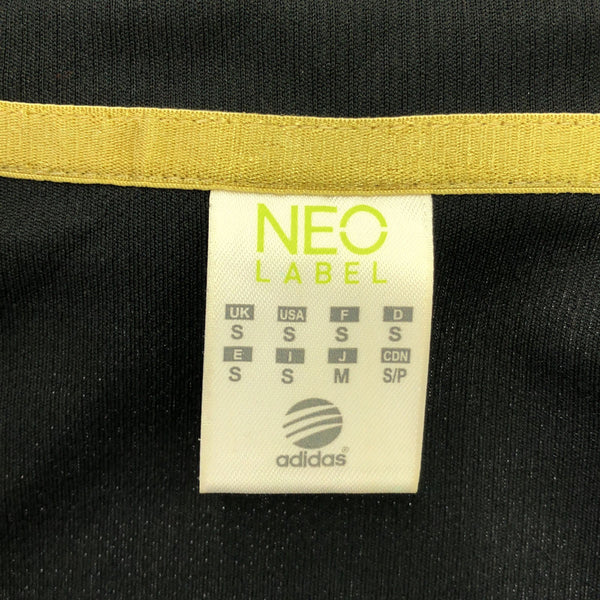 NEO
LABEL
UK USA F D
S S S S
E I J CDN
S S M S/P
adidas®